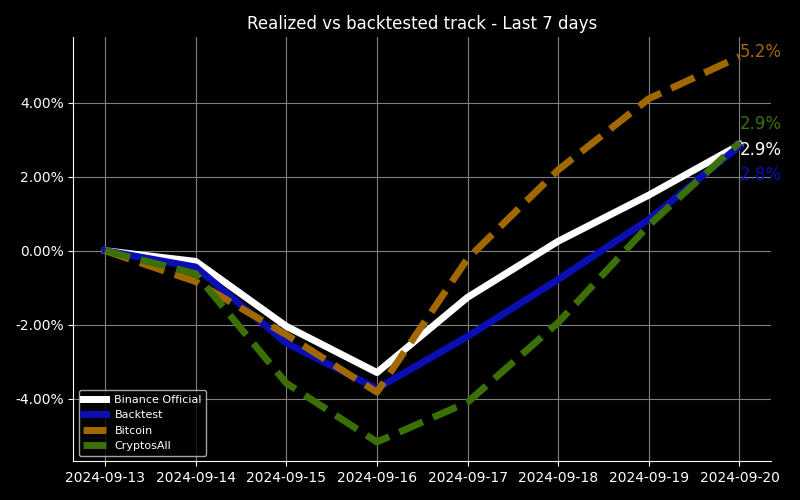 Realized vs backtested track - Last 7 days
5.2%
4.00%
2.9%
2.9%
2.00%
2.8%
0.00%
-2.00%
-4.00%
Binance Official
Backtest
Bitcoin
CryptosAll
2024-09-13 2024-09-14 2024-09-15 2024-09-16 2024-09-17 2024-09-18 2024-09-19 2024-09-20